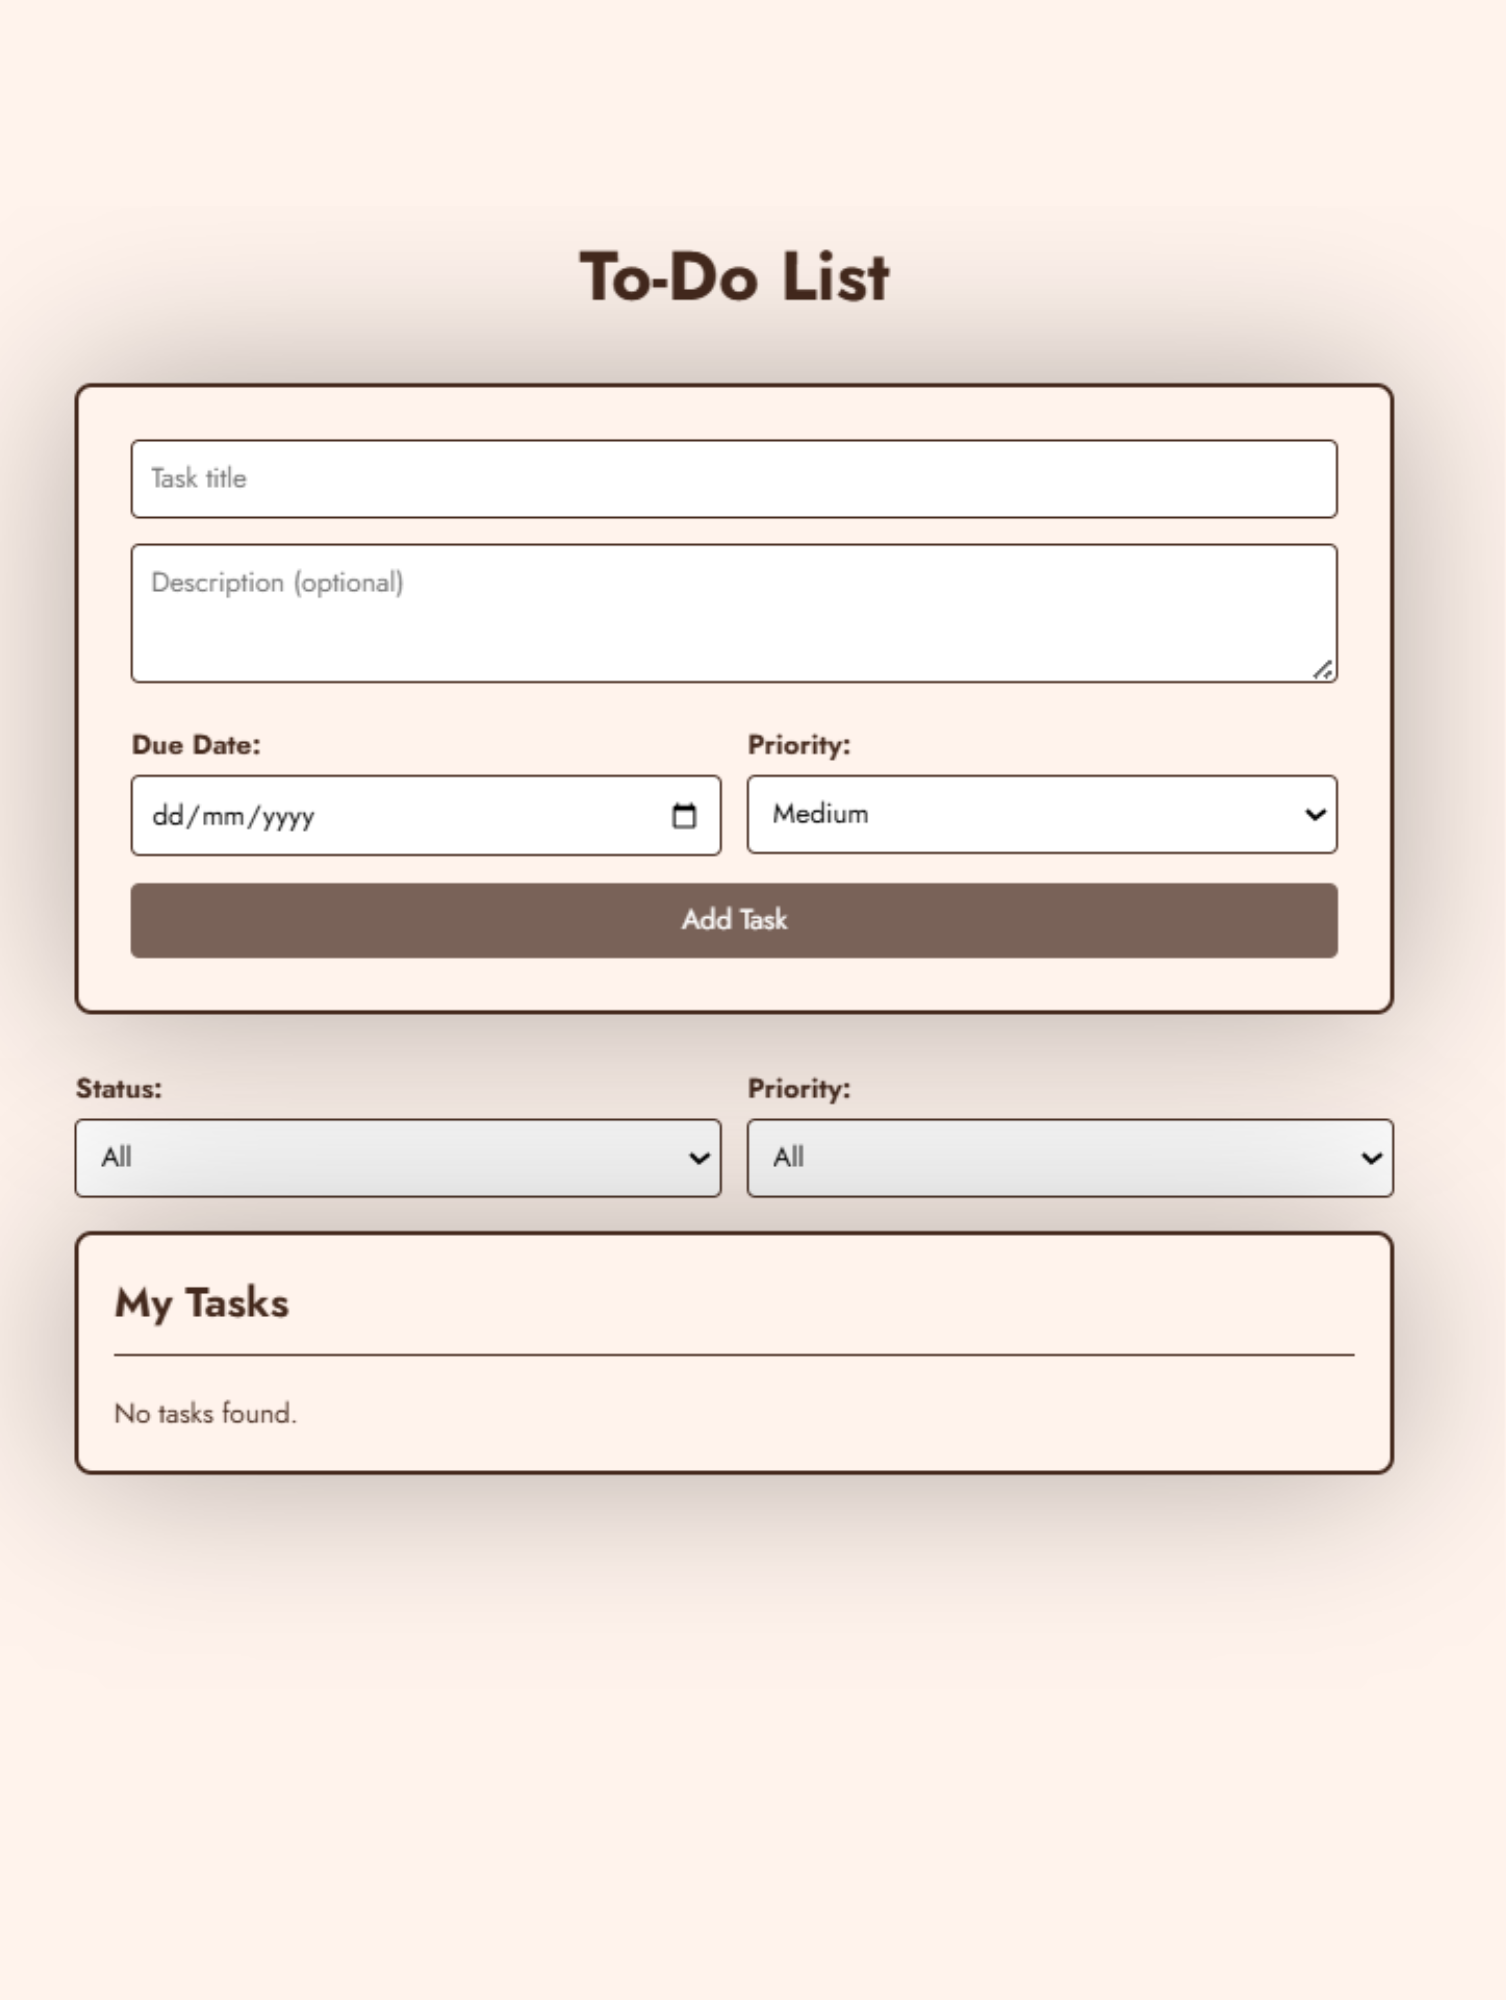 To-Do List
Task title
Description (optional)
Due Date: Priority:
dd/mm/yyyy Medium
Add Task
Status: Priority:
All All
My Tasks
No tasks found.